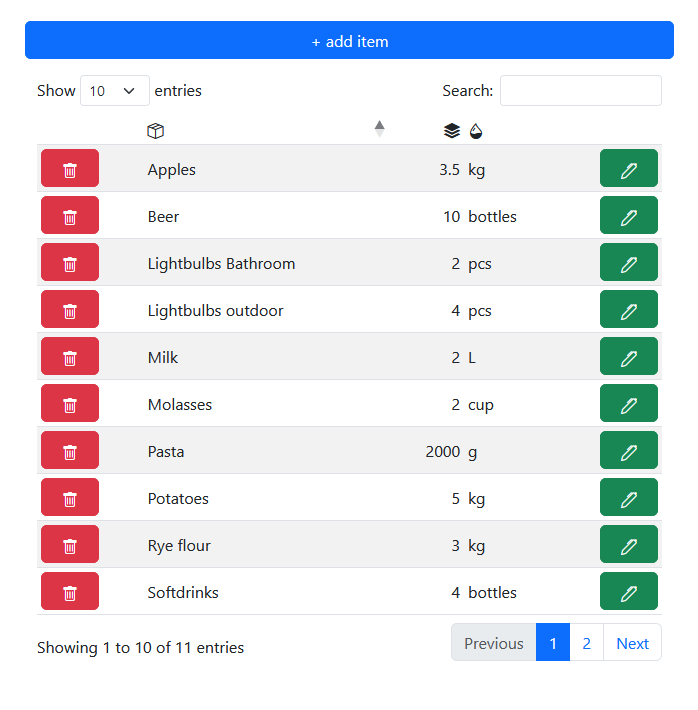 + add item
Show 10 entries Search:
Apples 3.5 kg
Beer 10 bottles
Lightbulbs Bathroom 2 pcs
Lightbulbs outdoor 4 pcs
Milk 2 L
Molasses 2 cup
Pasta 2000 g
Potatoes 5 kg
Rye flour 3 kg
Softdrinks 4 bottles
Showing 1 to 10 of 11 entries Previous 1 2 Next